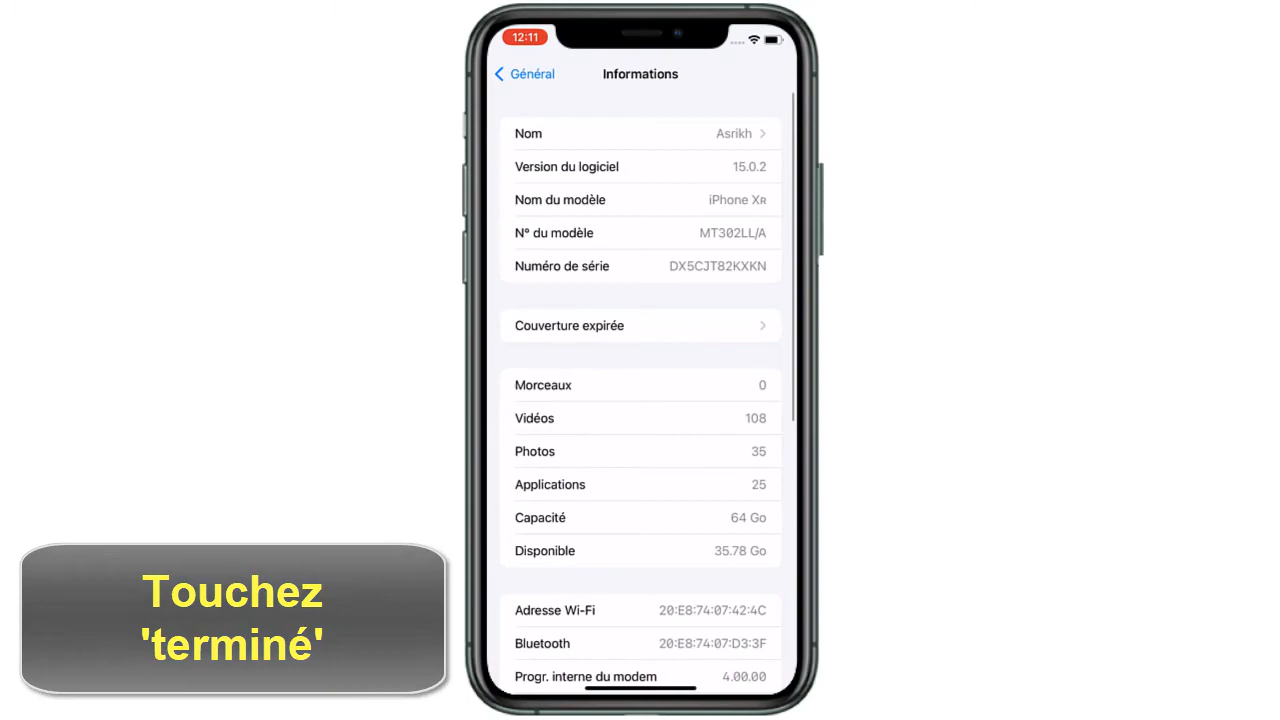 12:11
Général
Informations
Nom Asrikh
Version du logiciel 15.0.2
Nom du modèle iPhone XR
N° du modèle MT302LL/A
Numéro de série DX5CJT82KXKN
Couverture expirée
Morceaux 0
Vidéos 108
Photos 35
Applications 25
Capacité 64 Go
Disponible 35.78 Go
Adresse Wi-Fi 20:E8:74:07:42:4C
Bluetooth 20:E8:74:07:D3:3F
Progr. interne du modem 4.00.00
Touchez
'terminé'